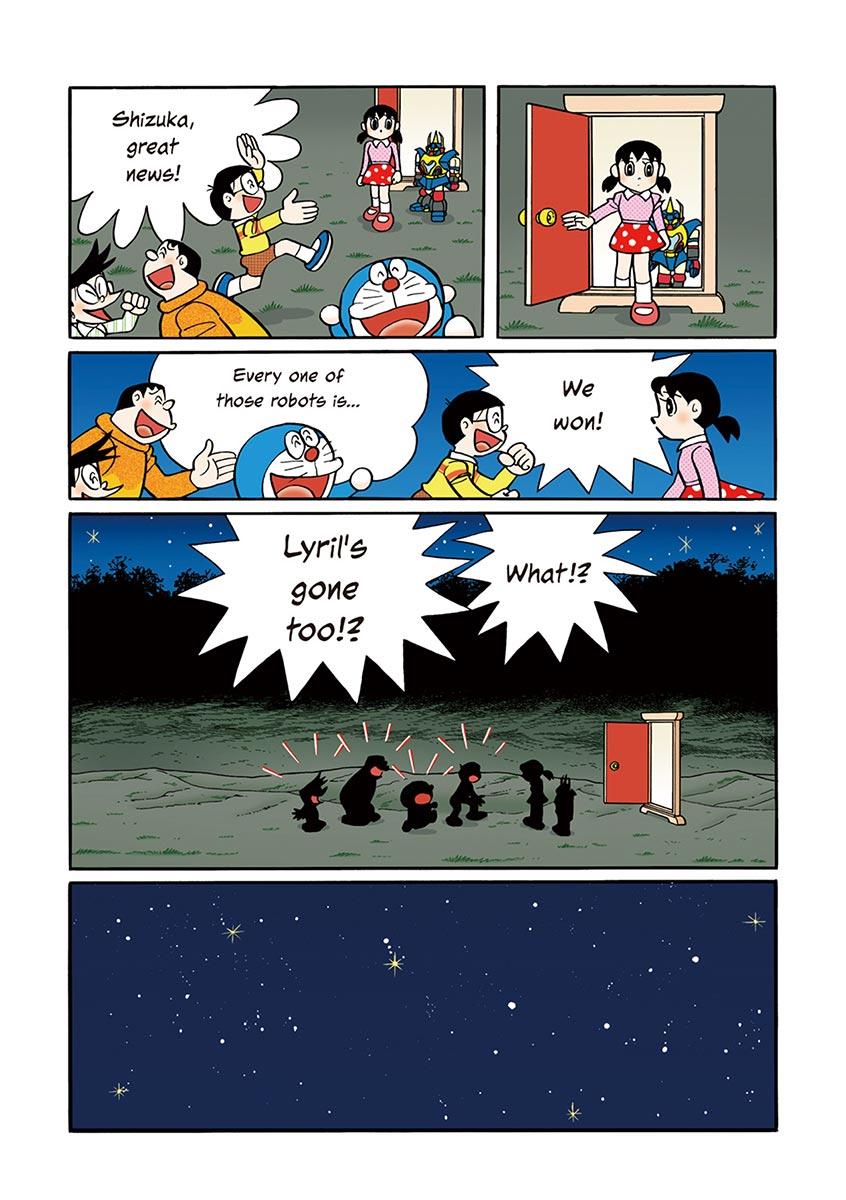 Shizuka,
great
news!
We
won!
Every one of
those robots is...
What!?
Lyril's
gone
too!?